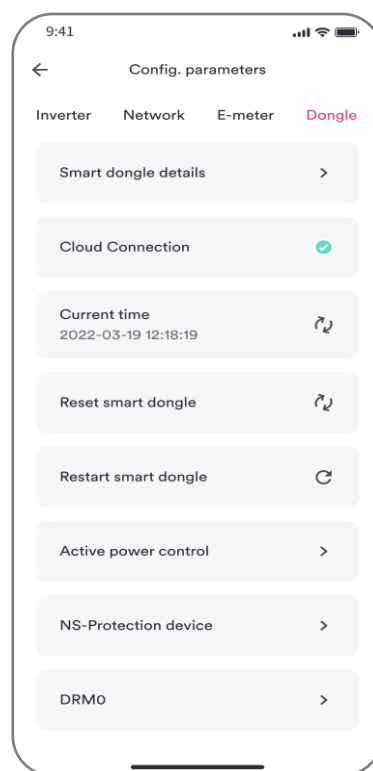 9:41
Config. parameters
Inverter Network E-meter Dongle
Smart dongle details
Cloud Connection
Current time
2022-03-19 12:18:19
Reset smart dongle
Restart smart dongle
Active power control
NS-Protection device
DRM0